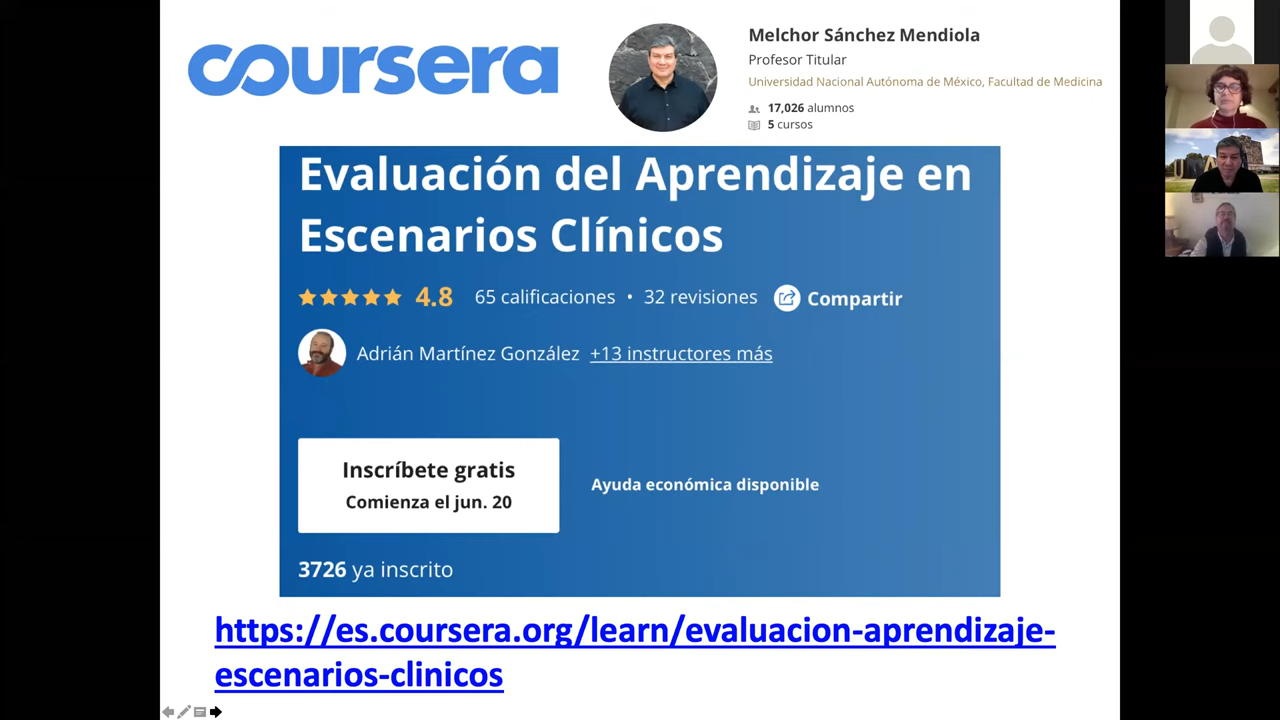 coursera
Melchor Sánchez Mendiola
Profesor Titular
Universidad Nacional Autónoma de México, Facultad de Medicina
17,026 alumnos
5 cursos
Evaluación del Aprendizaje en
Escenarios Clínicos
4.8 65 calificaciones • 32 revisiones Compartir
Adrián Martínez González +13 instructores más
Inscríbete gratis
Comienza el jun. 20
Ayuda económica disponible
3726 ya inscrito
https://es.coursera.org/learn/evaluacion-aprendizaje-
escenarios-clinicos